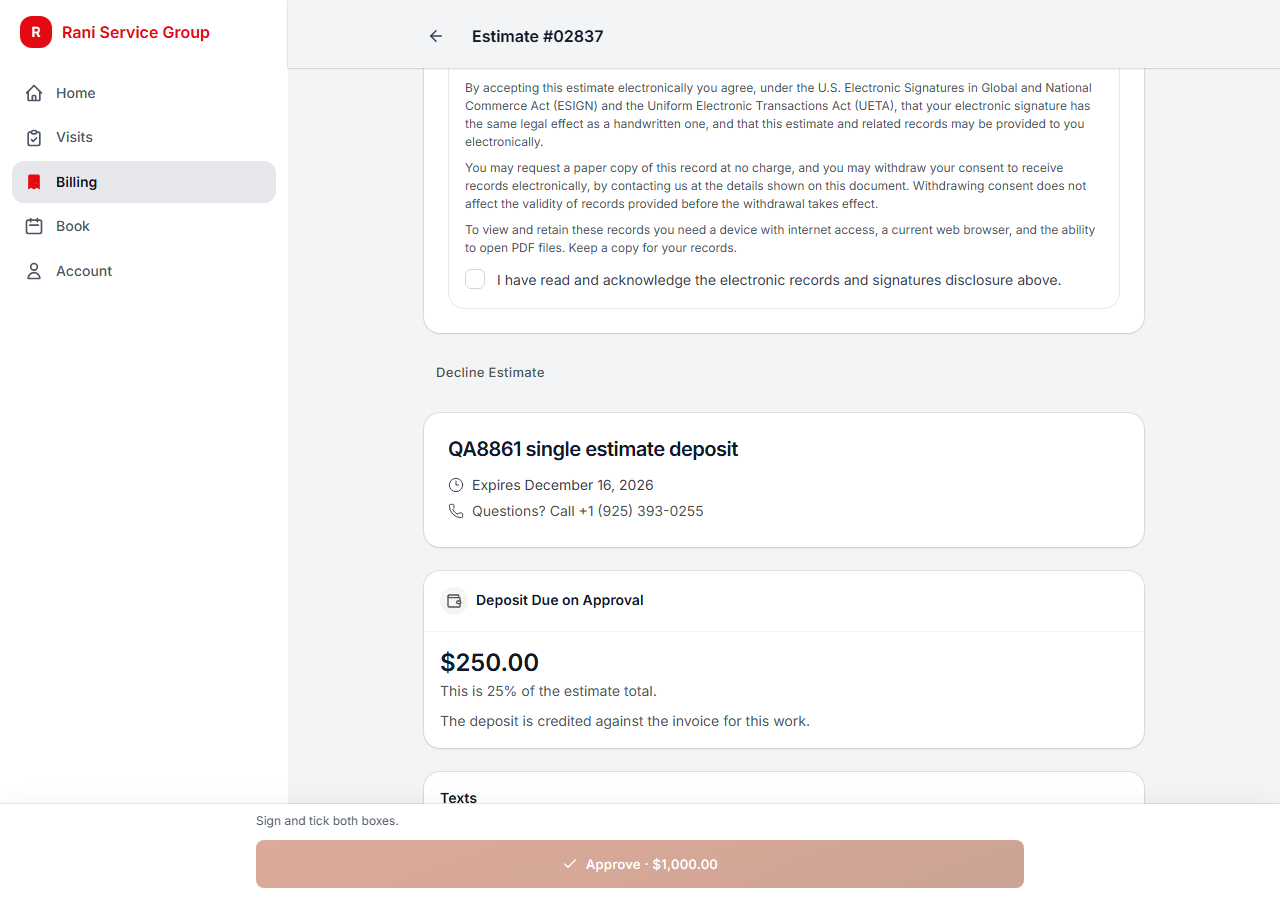 R
Rani Service Group
Home
Visits
Billing
Book
Account
Estimate #02837
By accepting this estimate electronically you agree, under the U.S. Electronic Signatures in Global and National
Commerce Act (ESIGN) and the Uniform Electronic Transactions Act (UETA), that your electronic signature has
the same legal effect as a handwritten one, and that this estimate and related records may be provided to you
electronically.
You may request a paper copy of this record at no charge, and you may withdraw your consent to receive
records electronically, by contacting us at the details shown on this document. Withdrawing consent does not
affect the validity of records provided before the withdrawal takes effect.
To view and retain these records you need a device with internet access, a current web browser, and the ability
to open PDF files. Keep a copy for your records.
I have read and acknowledge the electronic records and signatures disclosure above.
Decline Estimate
QA8861 single estimate deposit
Expires December 16, 2026
Questions? Call +1 (925) 393-0255
Deposit Due on Approval
$250.00
This is 25% of the estimate total.
The deposit is credited against the invoice for this work.
Texts
Sign and tick both boxes.
Approve · $1,000.00